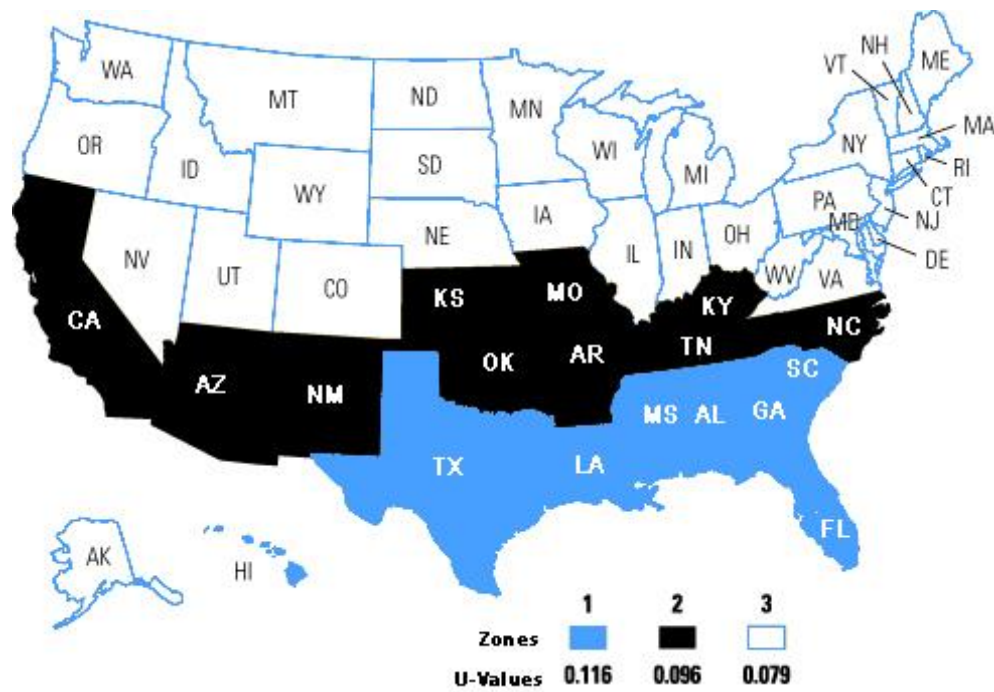 NH
VT
ME
WA
MT
ND
MN
MA
OR
ID
SD
WI
MI
NY
RI
WY
CT
IA
PA
NJ
NE
MD
NV
UT
CO
IL
IN
OH
WV
VA
DE
CA
KS
MO
KY
NC
AZ
NM
OK
AR
TN
SC
MS
AL
GA
TX
LA
FL
AK
HI
1 2 3
Zones
U-Values 0.116 0.096 0.079